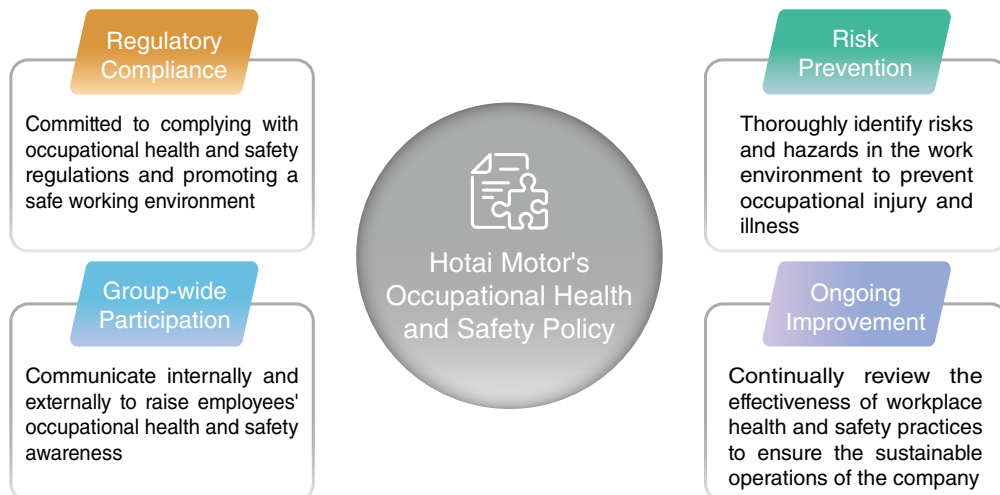 Regulatory
Compliance
Committed to complying with
occupational health and safety
regulations and promoting a
safe working environment
Risk
Prevention
Thoroughly identify risks
and hazards in the work
environment to prevent
occupational injury and
illness
Hotai Motor's
Occupational Health
and Safety Policy
Group-wide
Participation
Communicate internally and
externally to raise employees'
occupational health and safety
awareness
Ongoing
Improvement
Continually review the
effectiveness of workplace
health and safety practices
to ensure the sustainable
operations of the company